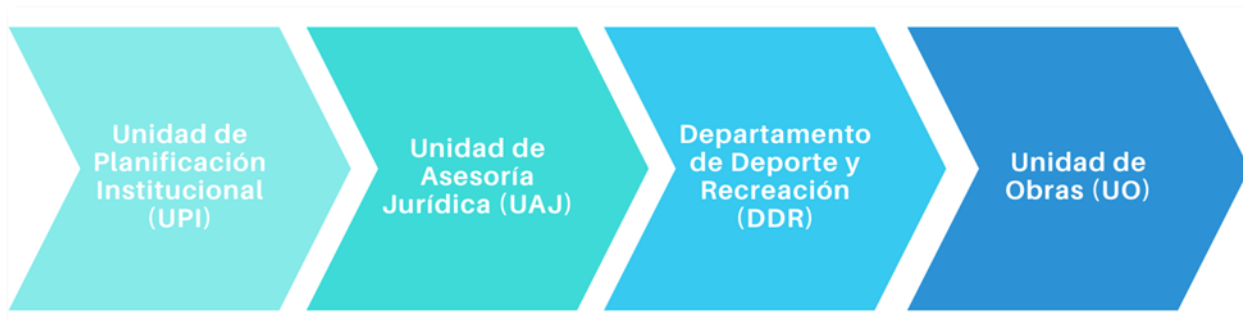 Unidad de
Planificación
Institucional
(UPI)
Unidad de
Asesoría
Jurídica (UAJ)
Departamento
de Deporte y
Recreación
(DDR)
Unidad de
Obras (UO)